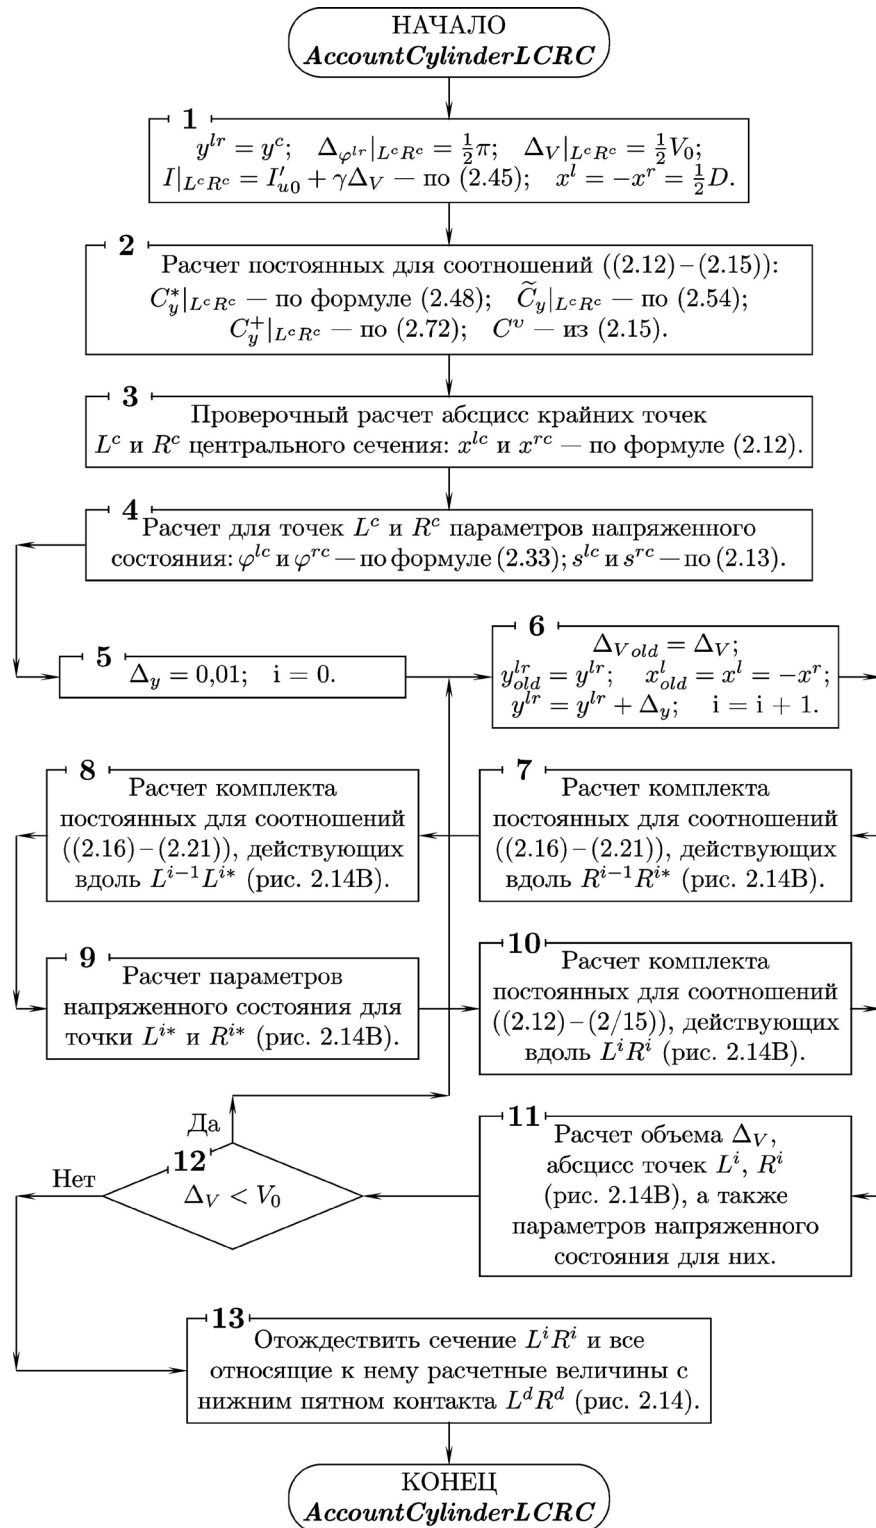 НАЧАЛО
AccountCylinderLCRC
1
y^{lr} = y^c; Δ_{φ^{lr}}|_{L^cR^c} = ½π; Δ_V|_{L^cR^c} = ½V_0;
I|_{L^cR^c} = I'_{u0} + γΔ_V — по (2.45); x^l = −x^r = ½D.
2
Расчет постоянных для соотношений ((2.12) – (2.15)):
C_y^*|_{L^cR^c} — по формуле (2.48); C̃_y|_{L^cR^c} — по (2.54);
C_y^+|_{L^cR^c} — по (2.72); C^v — из (2.15).
3
Проверочный расчет абсцисс крайних точек
L^c и R^c центрального сечения: x^{lc} и x^{rc} — по формуле (2.12).
4
Расчет для точек L^c и R^c параметров напряженного
состояния: φ^{lc} и φ^{rc} — по формуле (2.33); s^{lc} и s^{rc} — по (2.13).
5
Δ_y = 0,01; i = 0.
6
Δ_{V old} = Δ_V;
y^{lr}_{old} = y^{lr}; x^l_{old} = x^l = −x^r;
y^{lr} = y^{lr} + Δ_y; i = i + 1.
8
Расчет комплекта
постоянных для соотношений
((2.16) – (2.21)), действующих
вдоль L^{i−1}L^{i*} (рис. 2.14В).
7
Расчет комплекта
постоянных для соотношений
((2.16) – (2.21)), действующих
вдоль R^{i−1}R^{i*} (рис. 2.14В).
9
Расчет параметров
напряженного состояния для
точки L^{i*} и R^{i*} (рис. 2.14В).
10
Расчет комплекта
постоянных для соотношений
((2.12) – (2/15)), действующих
вдоль L^iR^i (рис. 2.14В).
11
Расчет объема Δ_V,
абсцисс точек L^i, R^i
(рис. 2.14В), а также
параметров напряженного
состояния для них.
Да
12
Нет
Δ_V < V_0
13
Отождествить сечение L^iR^i и все
относящие к нему расчетные величины с
нижним пятном контакта L^dR^d (рис. 2.14).
КОНЕЦ
AccountCylinderLCRC